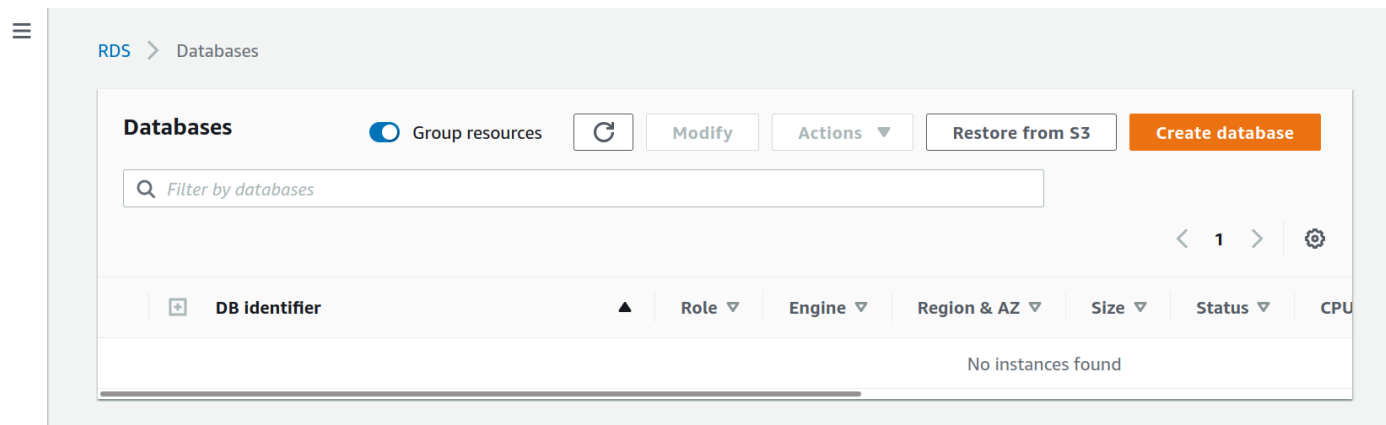 RDS > Databases
Databases Group resources Modify Actions Restore from S3 Create database
Filter by databases
1
DB identifier Role Engine Region & AZ Size Status CPU
No instances found